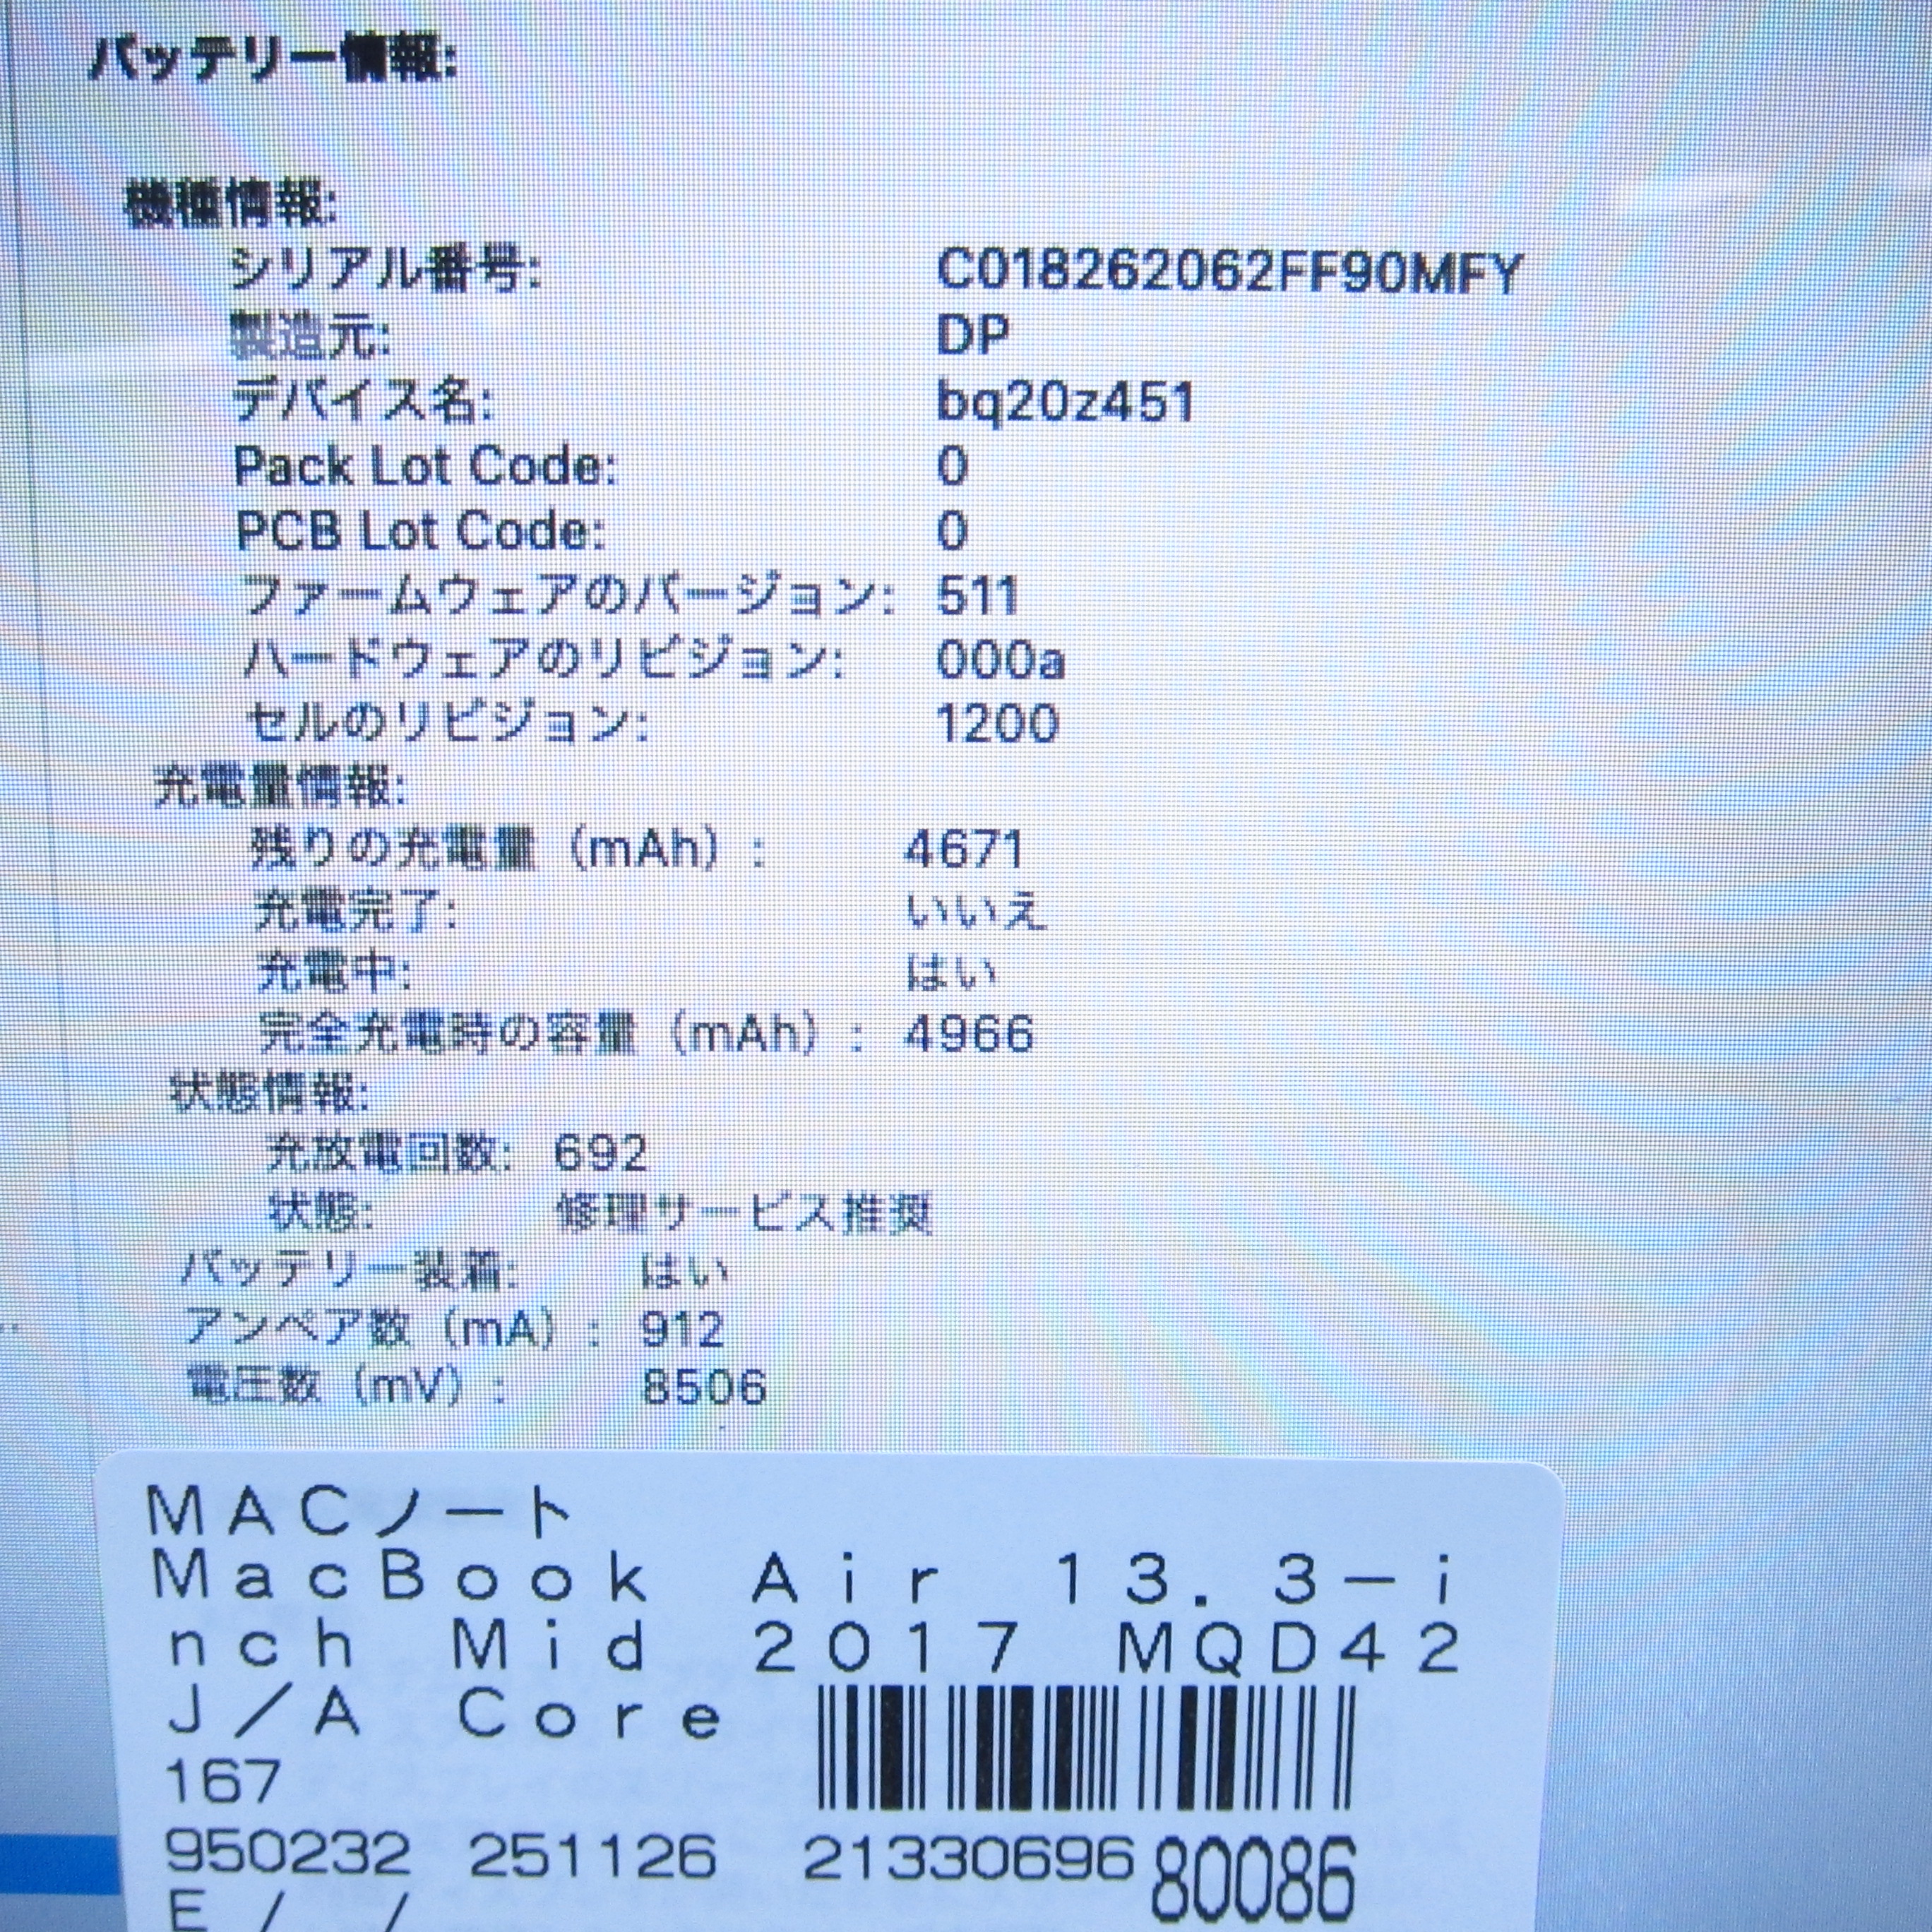 バッテリー情報:
機種情報:
シリアル番号: C018262062FF90MFY
製造元: DP
デバイス名: bq20z451
Pack Lot Code: 0
PCB Lot Code: 0
ファームウェアのバージョン: 511
ハードウェアのリビジョン: 000a
セルのリビジョン: 1200
充電量情報:
残りの充電量（mAh）: 4671
充電完了: いいえ
充電中: はい
完全充電時の容量（mAh）: 4966
状態情報:
充放電回数: 692
状態: 修理サービス推奨
バッテリー装着: はい
アンペア数（mA）: 912
電圧数（mV）: 8506
MACノート
MacBook Air 13.3-i
nch Mid 2017 MQD42
J/A Core
167
950232 251126 21330696 80086
E / /